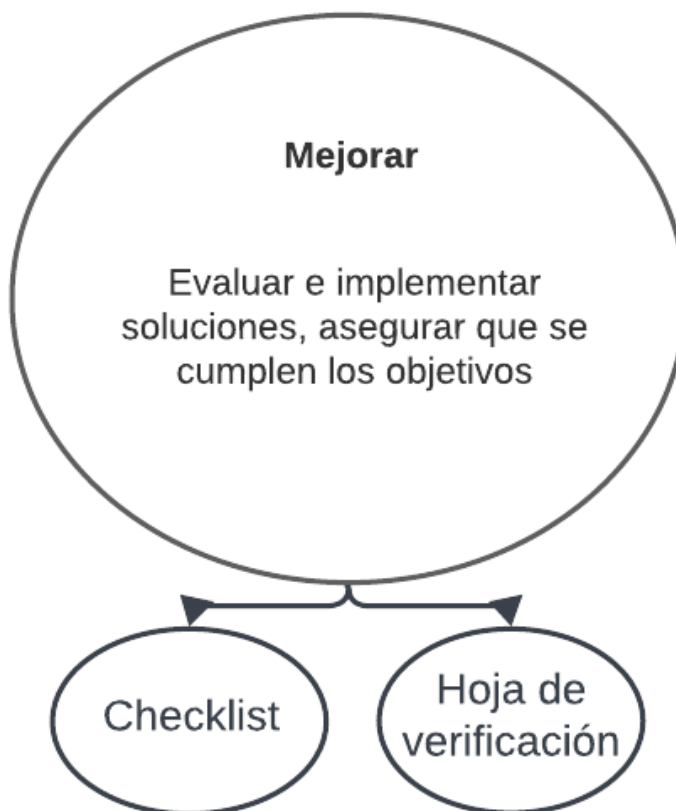 Mejorar
Evaluar e implementar
soluciones, asegurar que se
cumplen los objetivos
Checklist
Hoja de
verificación